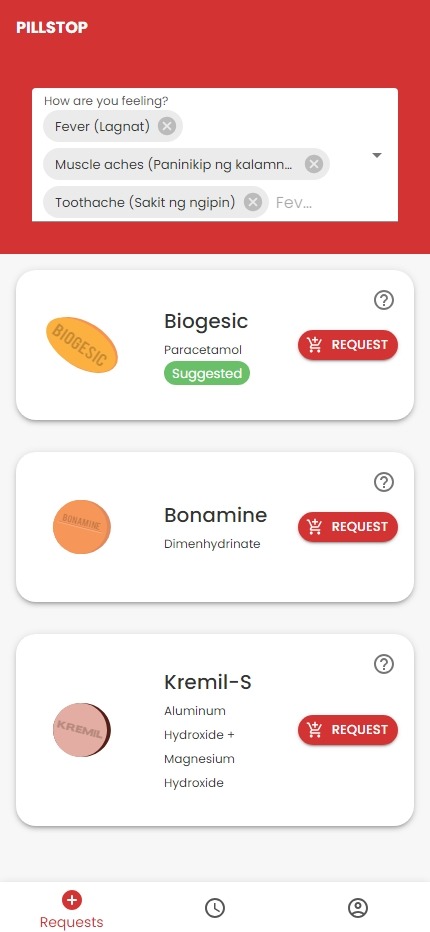 PILLSTOP
How are you feeling?
Fever (Lagnat)
Muscle aches (Paninikip ng kalamn...
Toothache (Sakit ng ngipin)
Fev...
BIOGESIC
Biogesic
Paracetamol
Suggested
REQUEST
BONAMINE
Bonamine
Dimenhydrinate
REQUEST
KREMIL
Kremil-S
Aluminum
Hydroxide +
Magnesium
Hydroxide
REQUEST
Requests